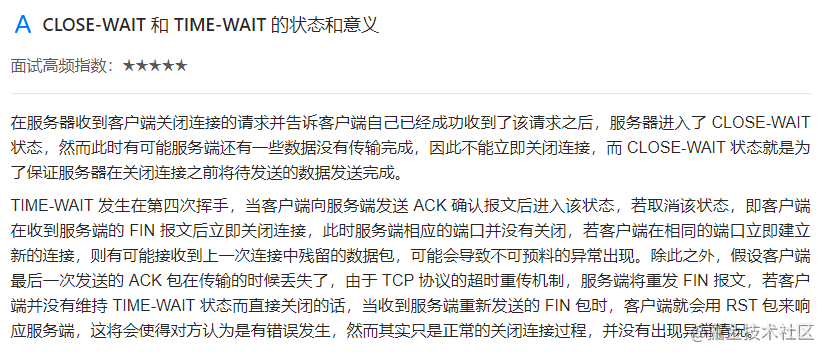 CLOSE-WAIT 和 TIME-WAIT 的状态和意义
面试高频指数：★★★★★
在服务器收到客户端关闭连接的请求并告诉客户端自己已经成功收到了该请求之后，服务器进入了 CLOSE-WAIT
状态，然而此时有可能服务端还有一些数据没有传输完成，因此不能立即关闭连接，而 CLOSE-WAIT 状态就是为
了保证服务器在关闭连接之前将待发送的数据发送完成。
TIME-WAIT 发生在第四次挥手，当客户端向服务端发送 ACK 确认报文后进入该状态，若取消该状态，即客户端
在收到服务端的 FIN 报文后立即关闭连接，此时服务端相应的端口并没有关闭，若客户端在相同的端口立即建立
新的连接，则有可能接收到上一次连接中残留的数据包，可能会导致不可预料的异常出现。除此之外，假设客户端
最后一次发送的 ACK 包在传输的时候丢失了，由于 TCP 协议的超时重传机制，服务端将重发 FIN 报文，若客户
端并没有维持 TIME-WAIT 状态而直接关闭的话，当收到服务端重新发送的 FIN 包时，客户端就会用 RST 包来响
应服务端，这将会使得对方认为是有错误发生，然而其实只是正常的关闭连接过程，并没有出现异常情况。
@稀土掘金技术社区